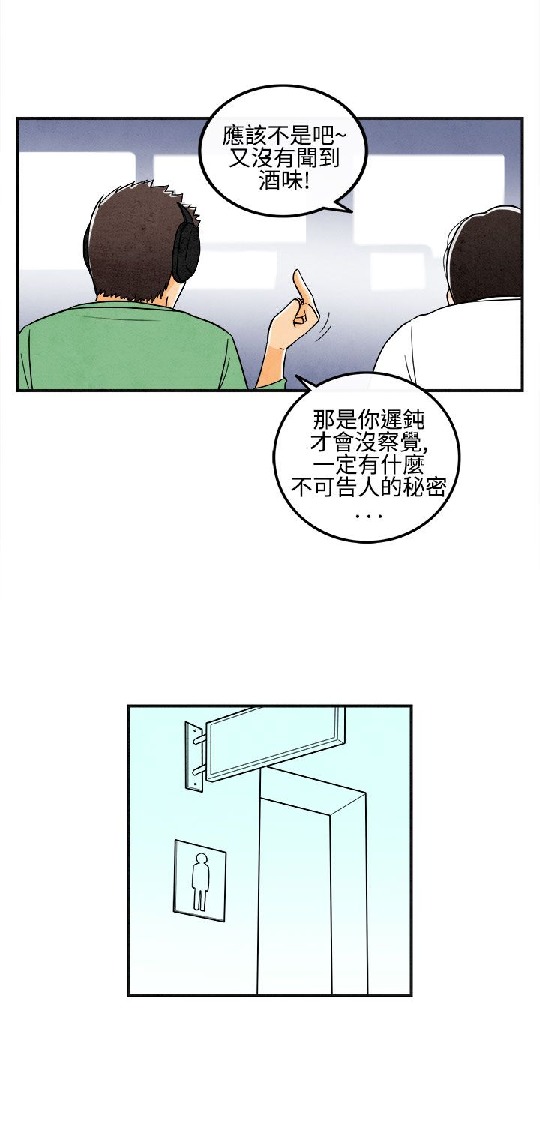 應該不是吧~
又沒有聞到
酒味!
那是你遲鈍
才會沒察覺,
一定有什麼
不可告人的秘密
...